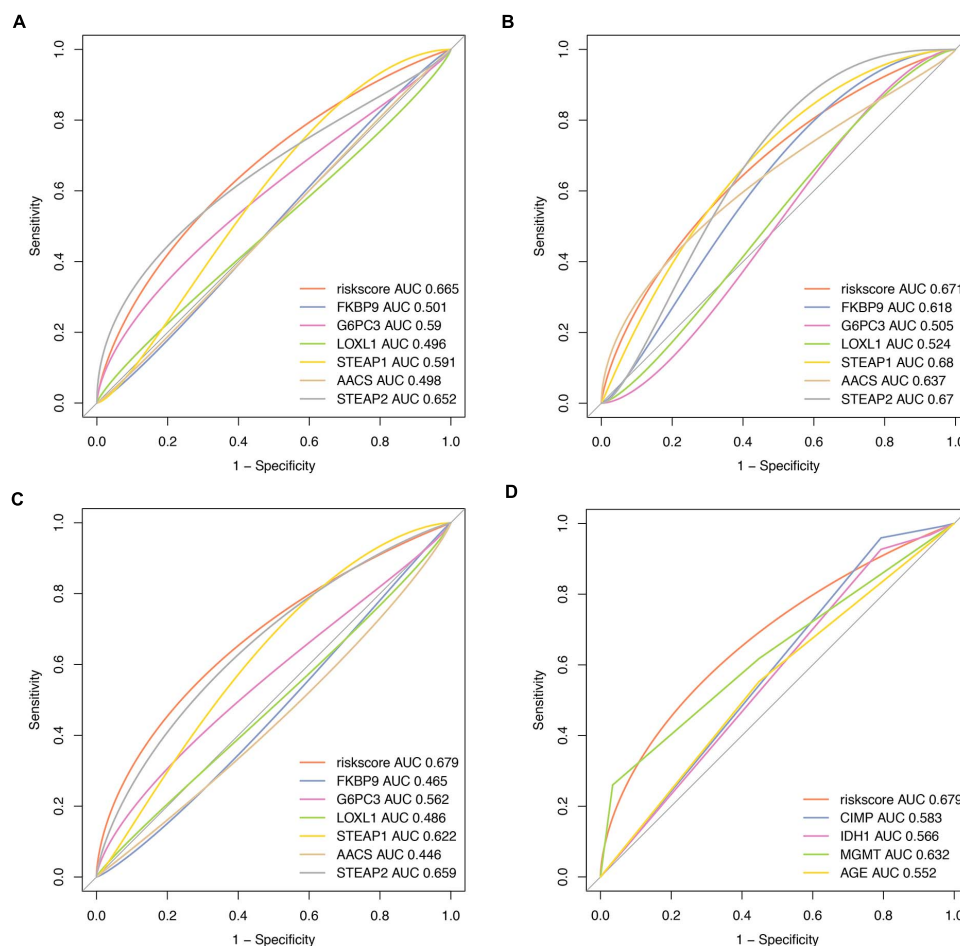 A
1.0
0.8
0.6
0.4
0.2
0.0
Sensitivity
riskscore AUC 0.665
FKBP9 AUC 0.501
G6PC3 AUC 0.59
LOXL1 AUC 0.496
STEAP1 AUC 0.591
AACS AUC 0.498
STEAP2 AUC 0.652
0.0 0.2 0.4 0.6 0.8 1.0
1 − Specificity
B
1.0
0.8
0.6
0.4
0.2
0.0
Sensitivity
riskscore AUC 0.671
FKBP9 AUC 0.618
G6PC3 AUC 0.505
LOXL1 AUC 0.524
STEAP1 AUC 0.68
AACS AUC 0.637
STEAP2 AUC 0.67
0.0 0.2 0.4 0.6 0.8 1.0
1 − Specificity
C
1.0
0.8
0.6
0.4
0.2
0.0
Sensitivity
riskscore AUC 0.679
FKBP9 AUC 0.465
G6PC3 AUC 0.562
LOXL1 AUC 0.486
STEAP1 AUC 0.622
AACS AUC 0.446
STEAP2 AUC 0.659
0.0 0.2 0.4 0.6 0.8 1.0
1 − Specificity
D
1.0
0.8
0.6
0.4
0.2
0.0
Sensitivity
riskscore AUC 0.679
CIMP AUC 0.583
IDH1 AUC 0.566
MGMT AUC 0.632
AGE AUC 0.552
0.0 0.2 0.4 0.6 0.8 1.0
1 − Specificity